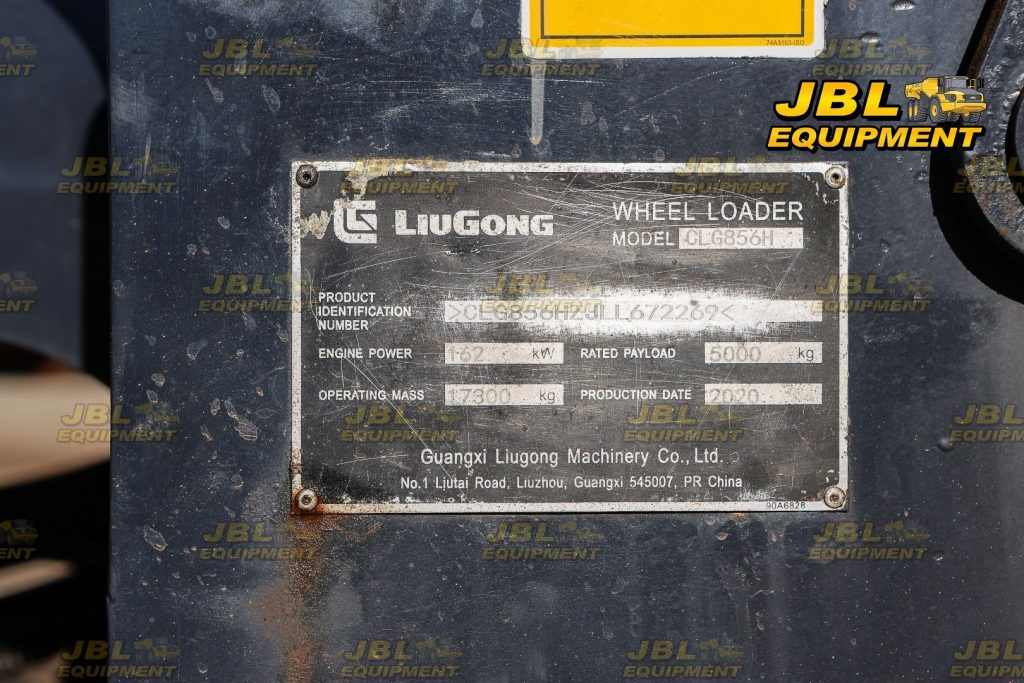 74A3163-ISO
JBL
EQUIPMENT
LIUGONG
WHEEL LOADER
MODEL CLG856H
PRODUCT
IDENTIFICATION
NUMBER
ENGINE POWER 162 kW RATED PAYLOAD 5000 kg
OPERATING MASS 17300 kg PRODUCTION DATE 2020
Guangxi Liugong Machinery Co., Ltd.
No.1 Liutai Road, Liuzhou, Guangxi 545007, PR China
90A6828